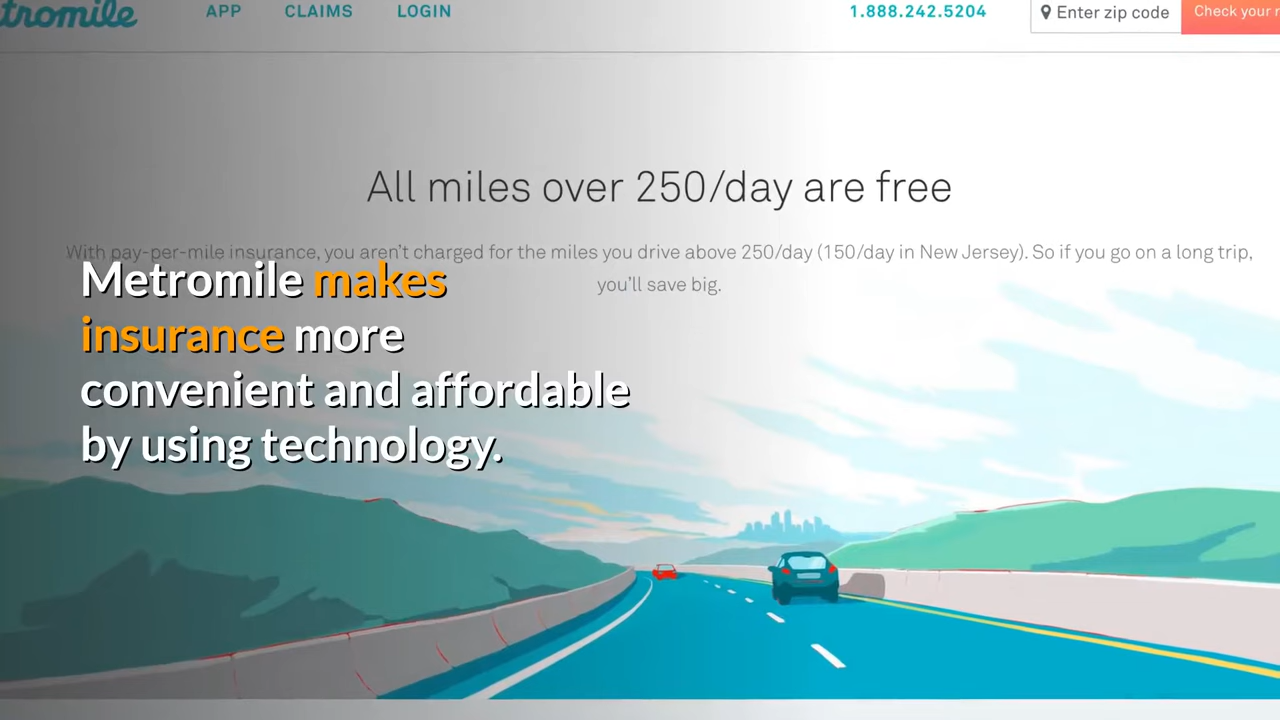 tromile APP CLAIMS LOGIN 1.888.242.5204 Enter zip code Check your
All miles over 250/day are free
With pay-per-mile insurance, you aren't charged for the miles you drive above 250/day (150/day in New Jersey). So if you go on a long trip,
you'll save big.
Metromile makes
insurance more
convenient and affordable
by using technology.